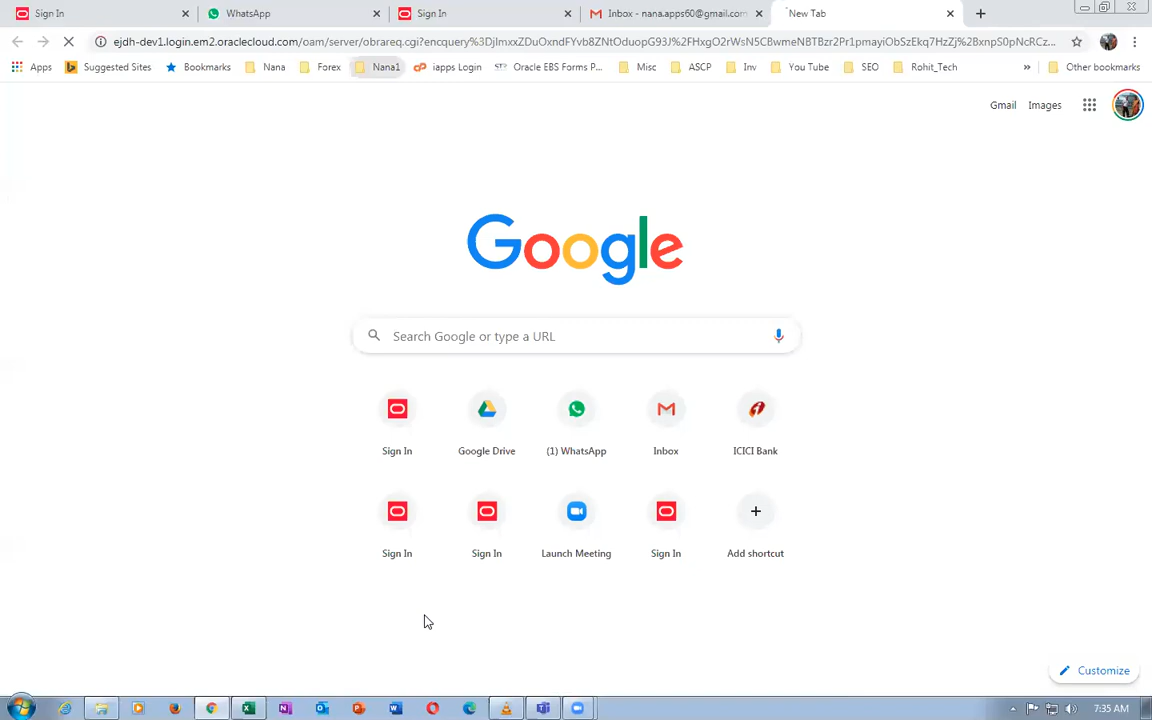 Sign In
WhatsApp
Sign In
Inbox - nana.apps60@gmail.com
New Tab
ejdh-dev1.login.em2.oraclecloud.com/oam/server/obrareq.cgi?encquery%3DjlmxxZDuOxndFYvb8ZNtOduopG93J%2FHxgO2rWsN5CBwmeNBTBzr2Pr1pmayiObSzEkq7HzZj%2BxnpS0pNcRCz...
Apps
Suggested Sites
Bookmarks
Nana
Forex
Nana1
iapps Login
Oracle EBS Forms P...
Misc
ASCP
Inv
You Tube
SEO
Rohit_Tech
»
Other bookmarks
Gmail
Images
Google
Search Google or type a URL
Sign In
Google Drive
(1) WhatsApp
Inbox
ICICI Bank
Sign In
Sign In
Launch Meeting
Sign In
Add shortcut
Customize
7:35 AM